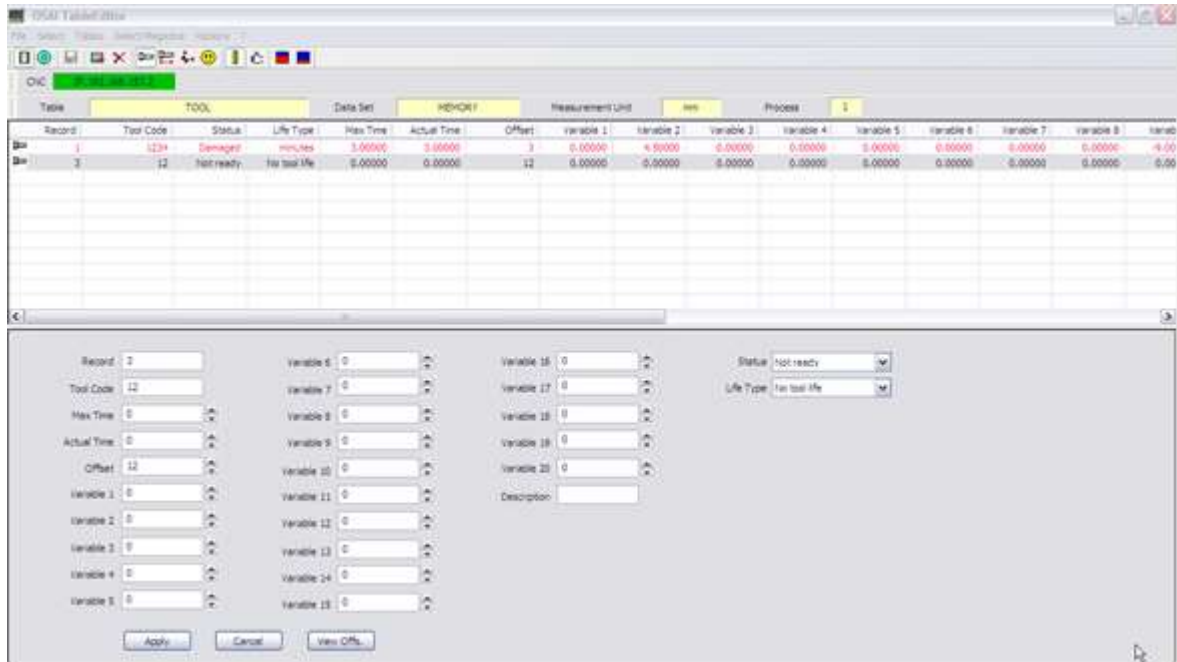 OSAI TableEditor
File Select Tables
CNC
Table TOOL Data Set MEMORY Measurement Unit mm Process 1
Record Tool Code Status Life Type Max Time Actual Time Offset Variable 1 Variable 2 Variable 3 Variable 4 Variable 5 Variable 6 Variable 7 Variable 8
1 1234 Damaged minutes 3.00000 3.00000 3 0.00000 4.50000 0.00000 0.00000 0.00000 0.00000 0.00000 0.00000
3 12 Not ready No tool life 0.00000 0.00000 12 0.00000 0.00000 0.00000 0.00000 0.00000 0.00000 0.00000 0.00000
Record 3 Variable 6 0 Variable 16 0 Status Not ready
Tool Code 12 Variable 7 0 Variable 17 0 Life Type No tool life
Max Time 0 Variable 8 0 Variable 18 0
Actual Time 0 Variable 9 0 Variable 19 0
Offset 12 Variable 10 0 Variable 20 0
Variable 1 0 Variable 11 0 Description
Variable 2 0 Variable 12 0
Variable 3 0 Variable 13 0
Variable 4 0 Variable 14 0
Variable 5 0 Variable 15 0
Apply Cancel View Offs.